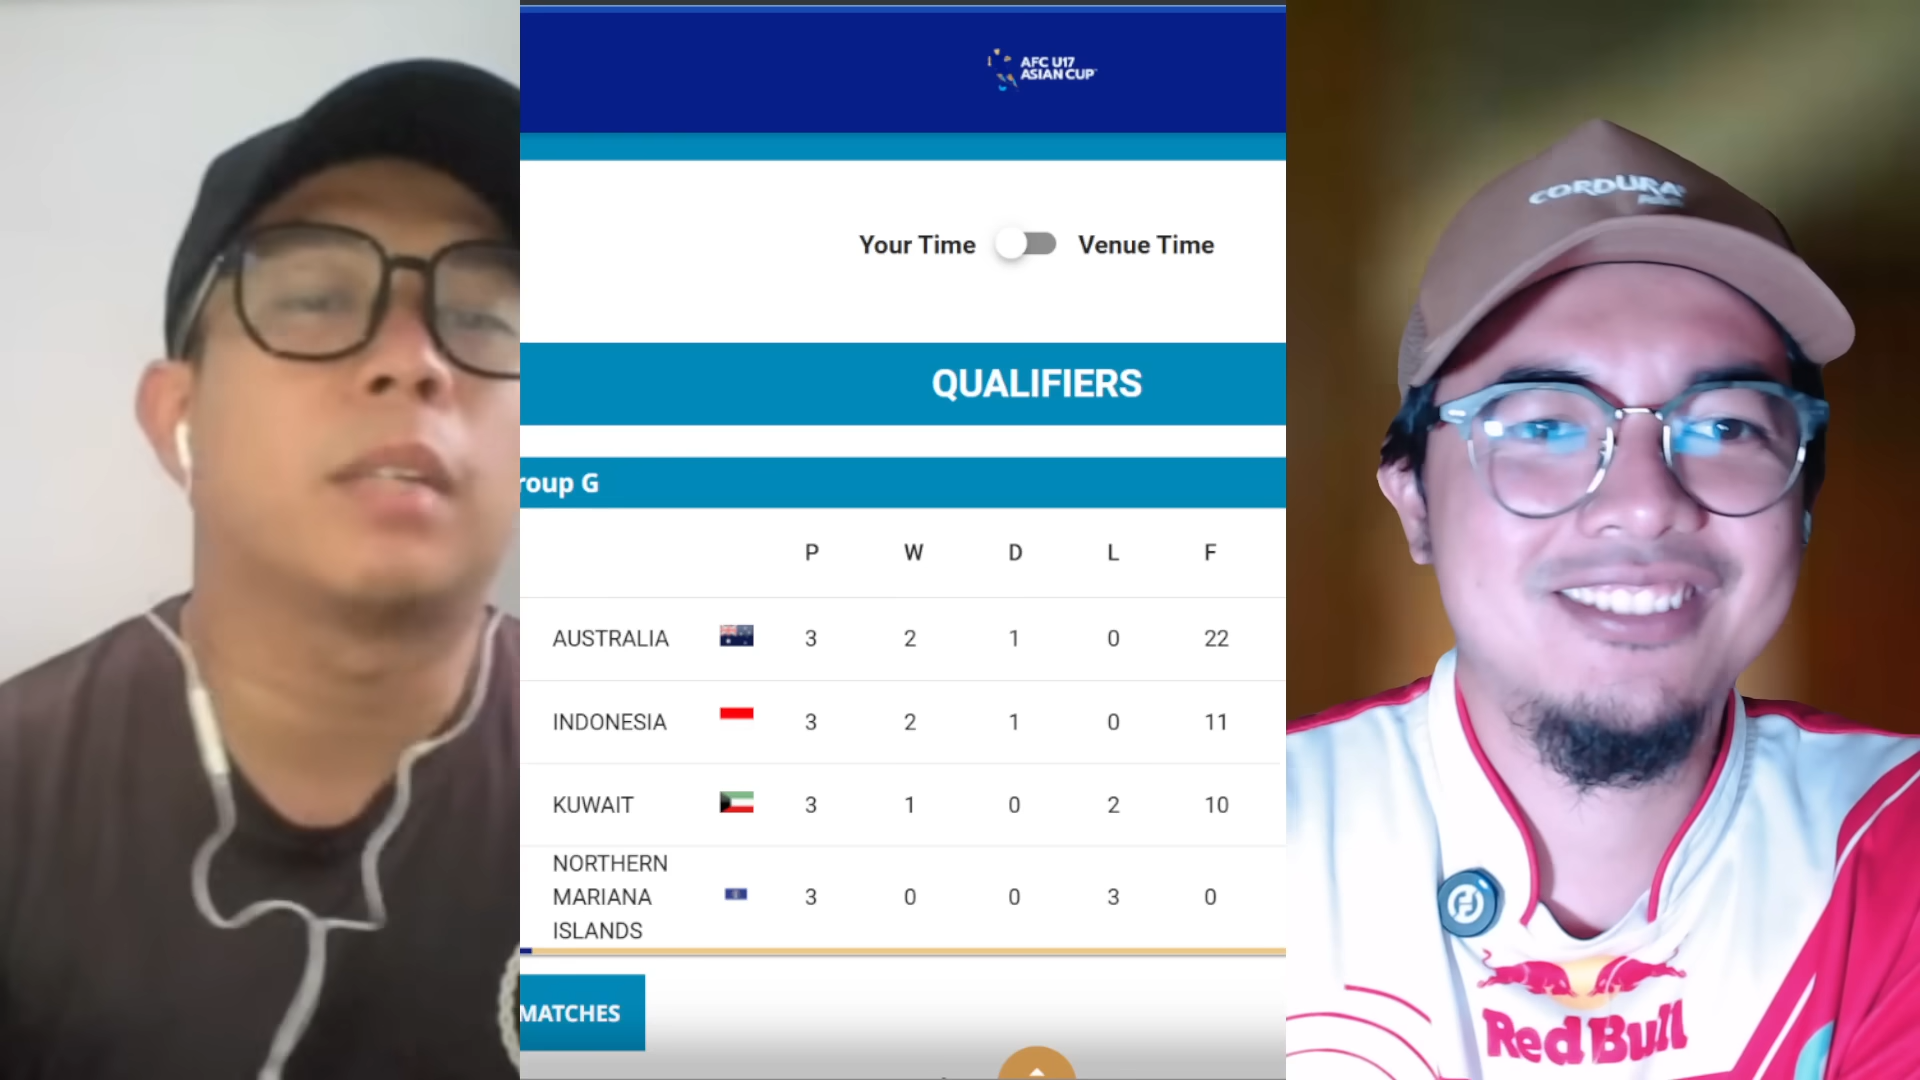 AFC U17
ASIAN CUP
Your Time Venue Time
QUALIFIERS
roup G
P W D L F
AUSTRALIA 3 2 1 0 22
INDONESIA 3 2 1 0 11
KUWAIT 3 1 0 2 10
NORTHERN
MARIANA
ISLANDS 3 0 0 3 0
MATCHES
CORDURA
Red Bull